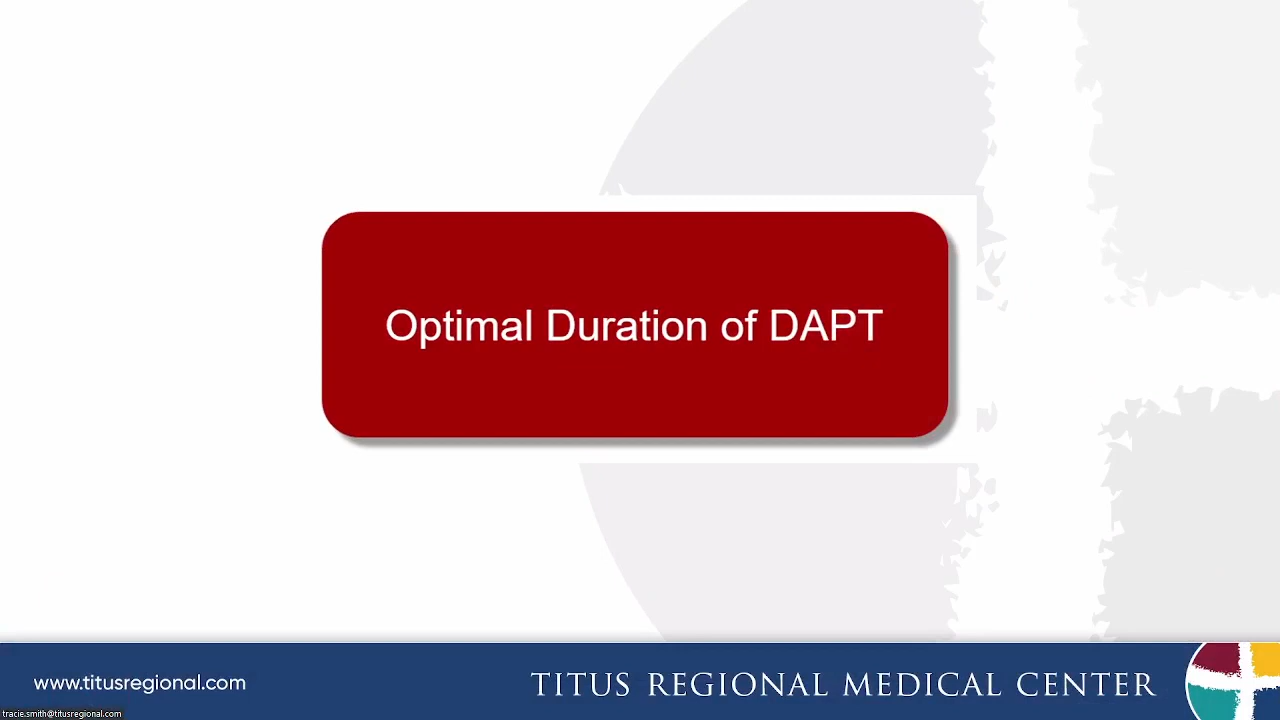 Optimal Duration of DAPT
www.titusregional.com
TITUS REGIONAL MEDICAL CENTER
tracie.smith@titusregional.com